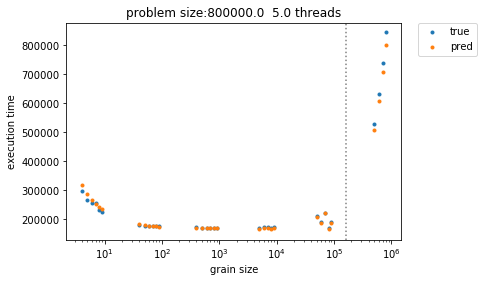 problem size:800000.0  5.0 threads
true
pred
execution time
800000
700000
600000
500000
400000
300000
200000
10¹
10²
10³
10⁴
10⁵
10⁶
grain size